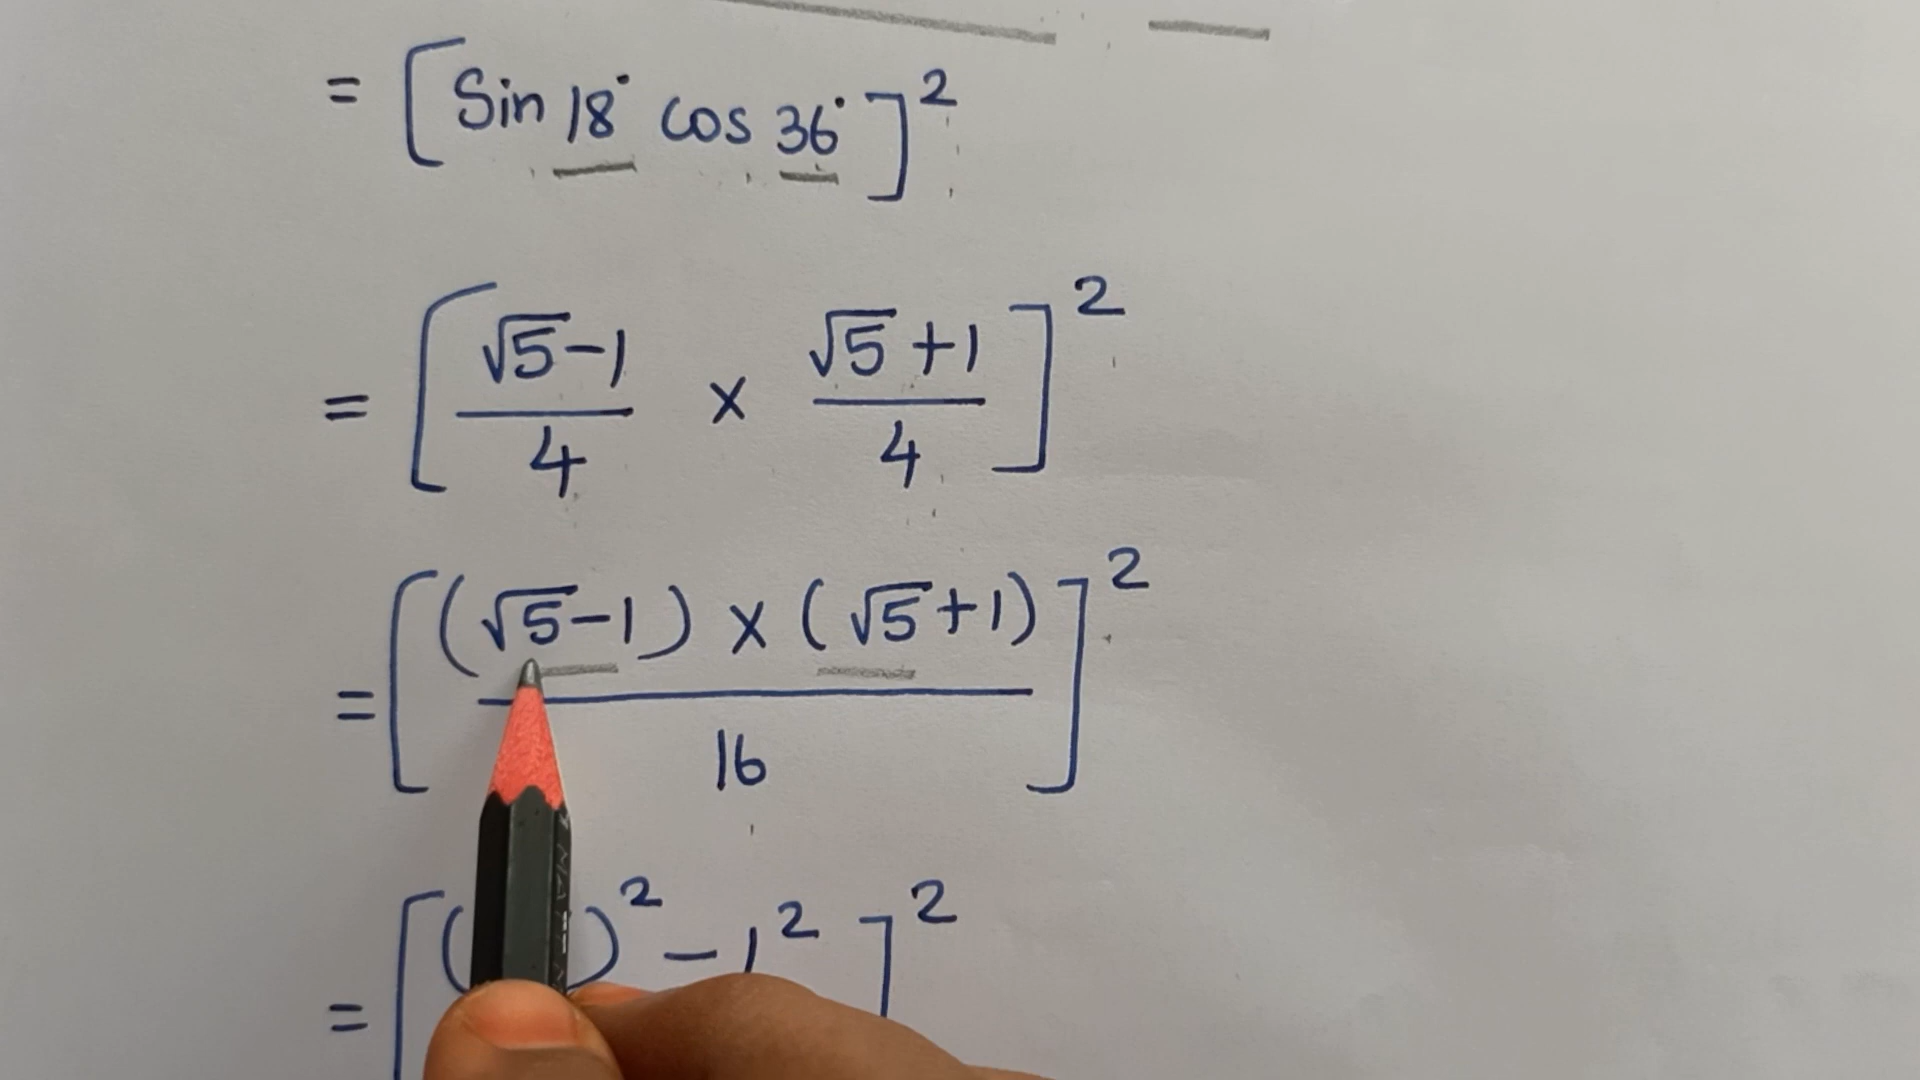 = [Sin 18° cos 36°]²
= [√5-1/4 × √5+1/4]²
= [(√5-1) × (√5+1)/16]²
= [( )² - 1²]²